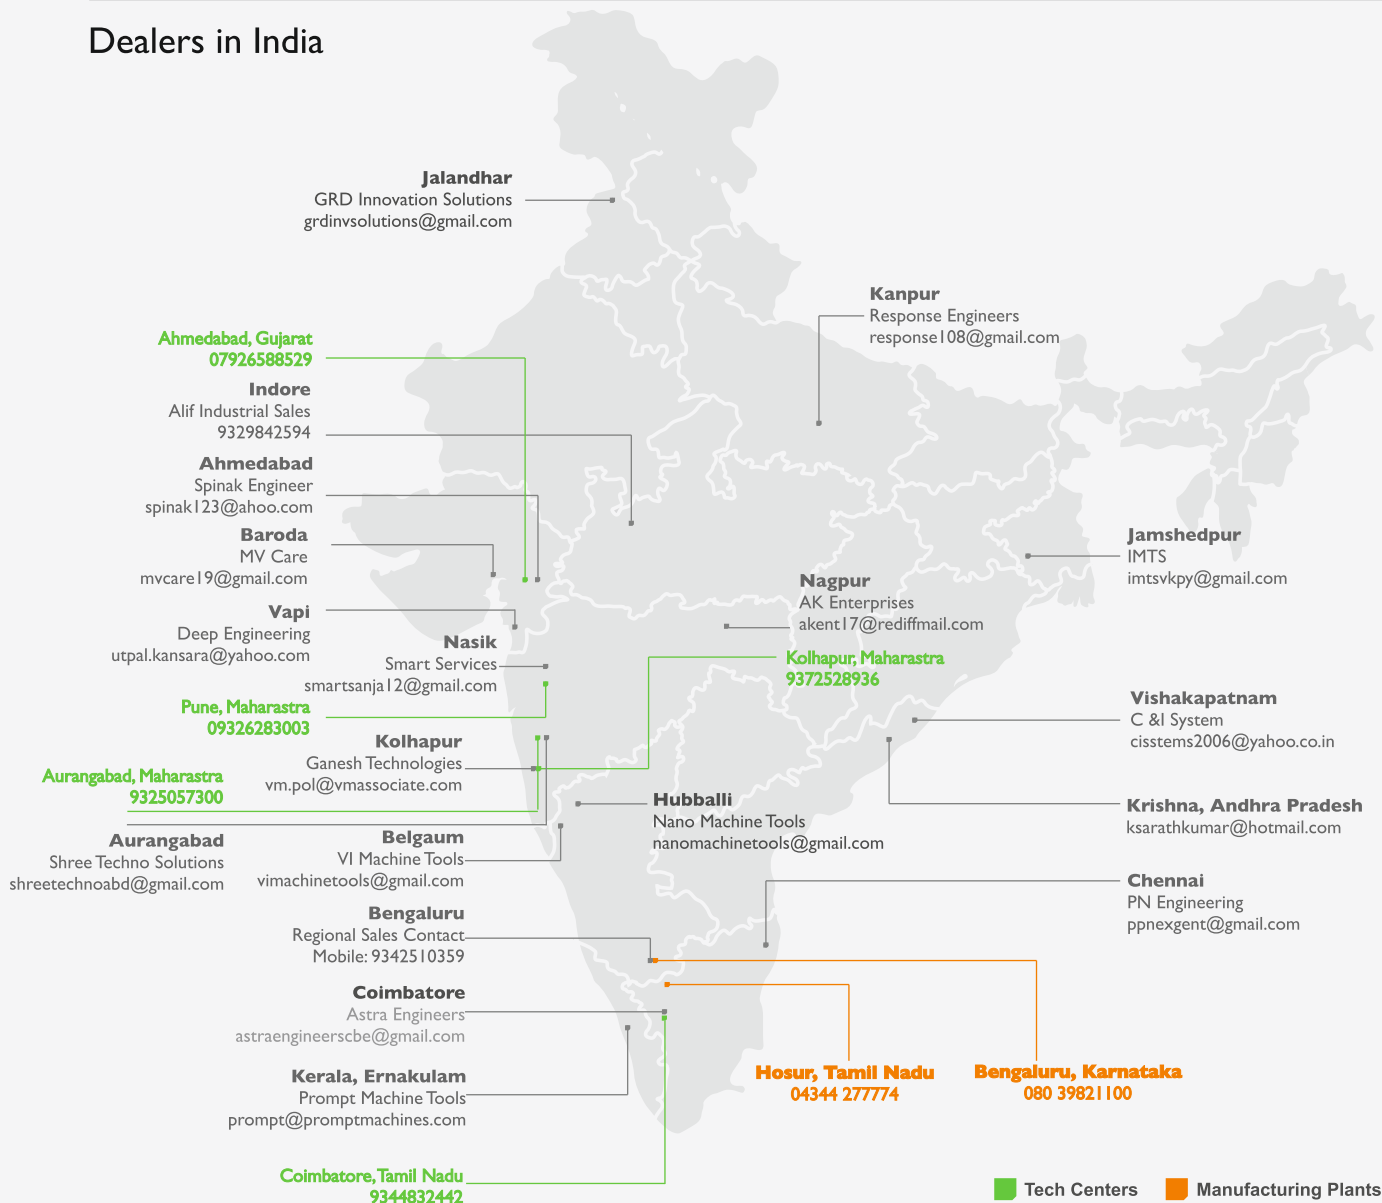 Dealers in India
Jalandhar
GRD Innovation Solutions
grdinvsolutions@gmail.com
Kanpur
Response Engineers
response108@gmail.com
Ahmedabad, Gujarat
07926588529
Indore
Alif Industrial Sales
9329842594
Ahmedabad
Spinak Engineer
spinak123@ahoo.com
Baroda
MV Care
mvcare19@gmail.com
Jamshedpur
IMTS
imtsvkpy@gmail.com
Nagpur
AK Enterprises
akent17@rediffmail.com
Vapi
Deep Engineering
utpal.kansara@yahoo.com
Nasik
Smart Services
smartsanja12@gmail.com
Kolhapur, Maharastra
9372528936
Pune, Maharastra
09326283003
Vishakapatnam
C &I System
cisstems2006@yahoo.co.in
Kolhapur
Ganesh Technologies
vm.pol@vmassociate.com
Aurangabad, Maharastra
9325057300
Hubballi
Nano Machine Tools
nanomachinetools@gmail.com
Krishna, Andhra Pradesh
ksarathkumar@hotmail.com
Aurangabad
Shree Techno Solutions
shreetechnoabd@gmail.com
Belgaum
VI Machine Tools
vimachinetools@gmail.com
Chennai
PN Engineering
ppnexgent@gmail.com
Bengaluru
Regional Sales Contact
Mobile: 9342510359
Coimbatore
Astra Engineers
astraengineerscbe@gmail.com
Kerala, Ernakulam
Prompt Machine Tools
prompt@promptmachines.com
Hosur, Tamil Nadu
04344 277774
Bengaluru, Karnataka
080 39821100
Coimbatore, Tamil Nadu
9344832442
Tech Centers
Manufacturing Plants